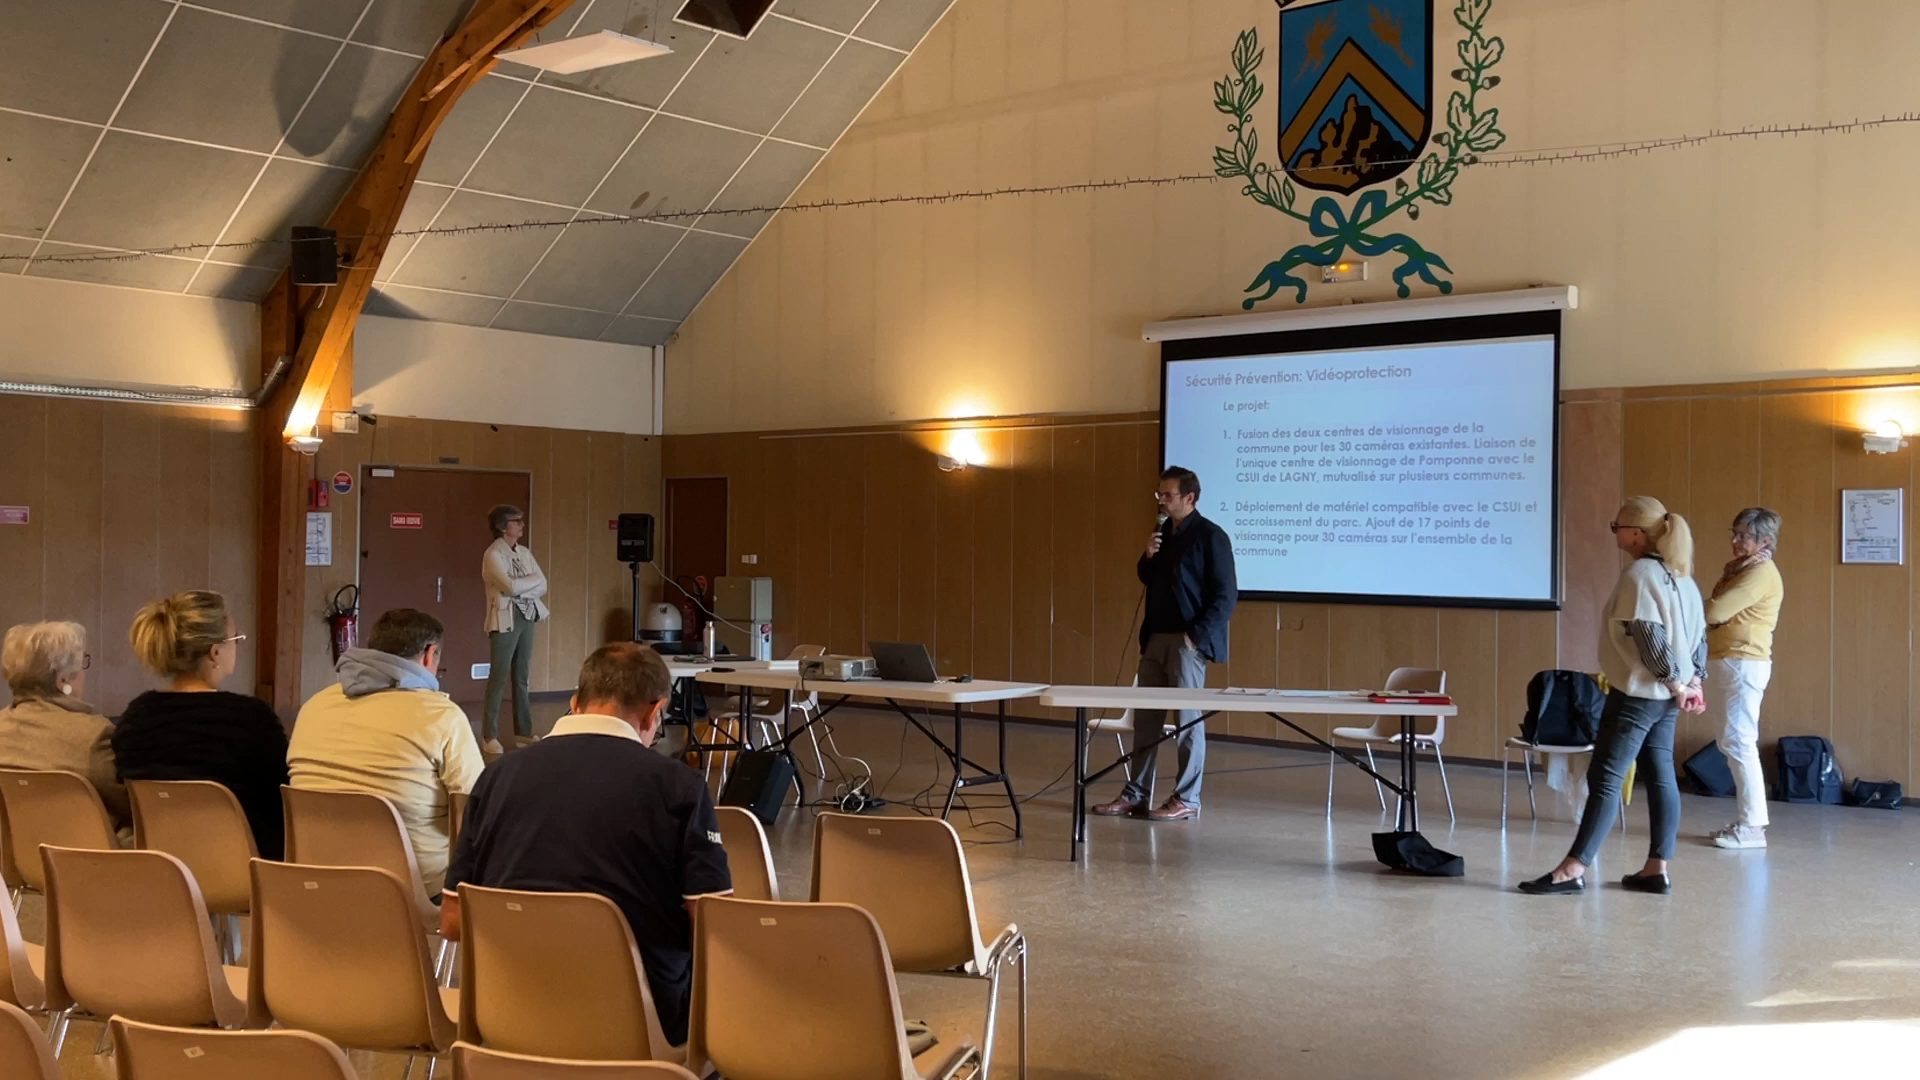 Sécurité Prévention: Vidéoprotection
Le projet:
1. Fusion des deux centres de visionnage de la
commune pour les 30 caméras existantes. Liaison de
l'unique centre de visionnage de Pomponne avec le
CSUI de LAGNY, mutualisé sur plusieurs communes.
2. Déploiement de matériel compatible avec le CSUI et
accroissement du parc. Ajout de 17 points de
visionnage pour 30 caméras sur l'ensemble de la
commune
SANS ISSUE